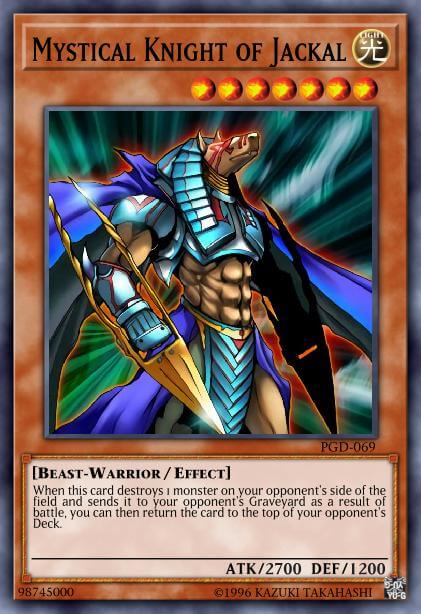 Mystical Knight of Jackal
LIGHT
光
PGD-069
[Beast-Warrior / Effect]
When this card destroys 1 monster on your opponent's side of the
field and sends it to your opponent's Graveyard as a result of
battle, you can then return the card to the top of your opponent's
Deck.
ATK/2700 DEF/1200
98745000
©1996 KAZUKI TAKAHASHI